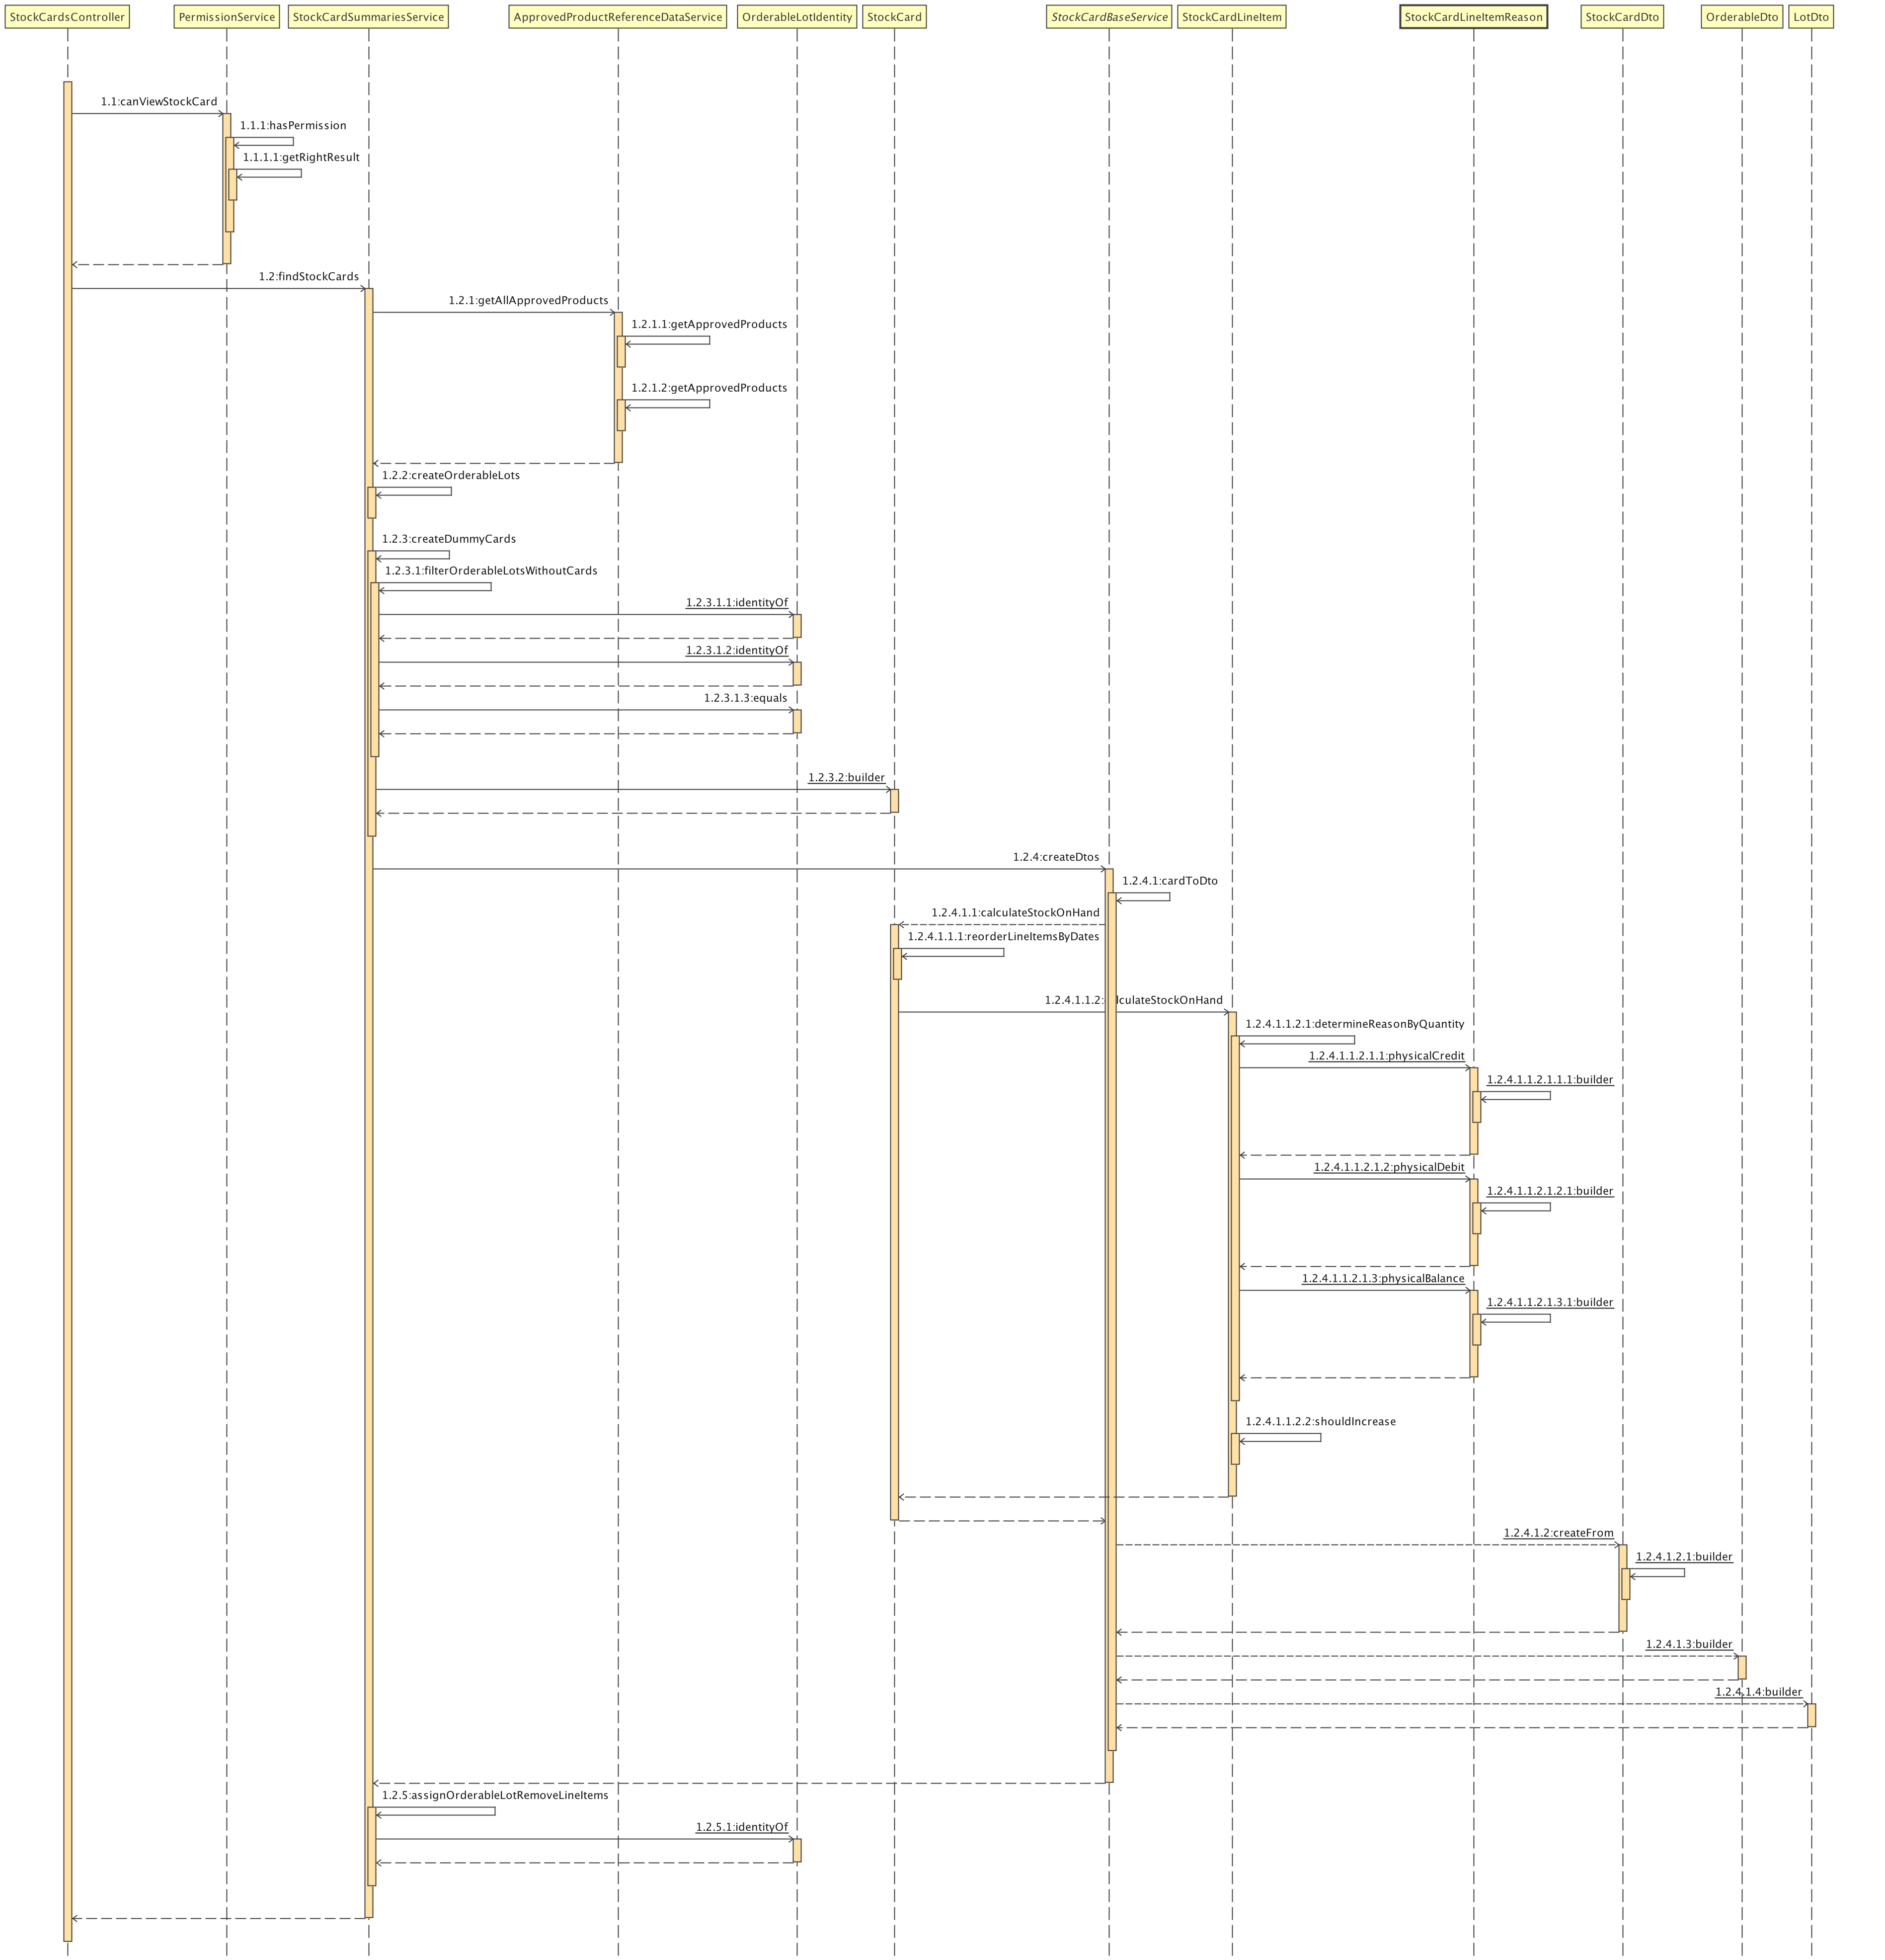 StockCardsController
PermissionService
StockCardSummariesService
ApprovedProductReferenceDataService
OrderableLotIdentity
StockCard
StockCardBaseService
StockCardLineItem
StockCardLineItemReason
StockCardDto
OrderableDto
LotDto
1.1:canViewStockCard
1.1.1:hasPermission
1.1.1.1:getRightResult
1.2:findStockCards
1.2.1:getAllApprovedProducts
1.2.1.1:getApprovedProducts
1.2.1.2:getApprovedProducts
1.2.2:createOrderableLots
1.2.3:createDummyCards
1.2.3.1:filterOrderableLotsWithoutCards
1.2.3.1.1:identityOf
1.2.3.1.2:identityOf
1.2.3.1.3:equals
1.2.3.2:builder
1.2.4:createDtos
1.2.4.1:cardToDto
1.2.4.1.1:calculateStockOnHand
1.2.4.1.1.1:reorderLineItemsByDates
1.2.4.1.1.2:calculateStockOnHand
1.2.4.1.1.2.1:determineReasonByQuantity
1.2.4.1.1.2.1.1:physicalCredit
1.2.4.1.1.2.1.1.1:builder
1.2.4.1.1.2.1.2:physicalDebit
1.2.4.1.1.2.1.2.1:builder
1.2.4.1.1.2.1.3:physicalBalance
1.2.4.1.1.2.1.3.1:builder
1.2.4.1.1.2.2:shouldIncrease
1.2.4.1.2:createFrom
1.2.4.1.2.1:builder
1.2.4.1.3:builder
1.2.4.1.4:builder
1.2.5:assignOrderableLotRemoveLineItems
1.2.5.1:identityOf